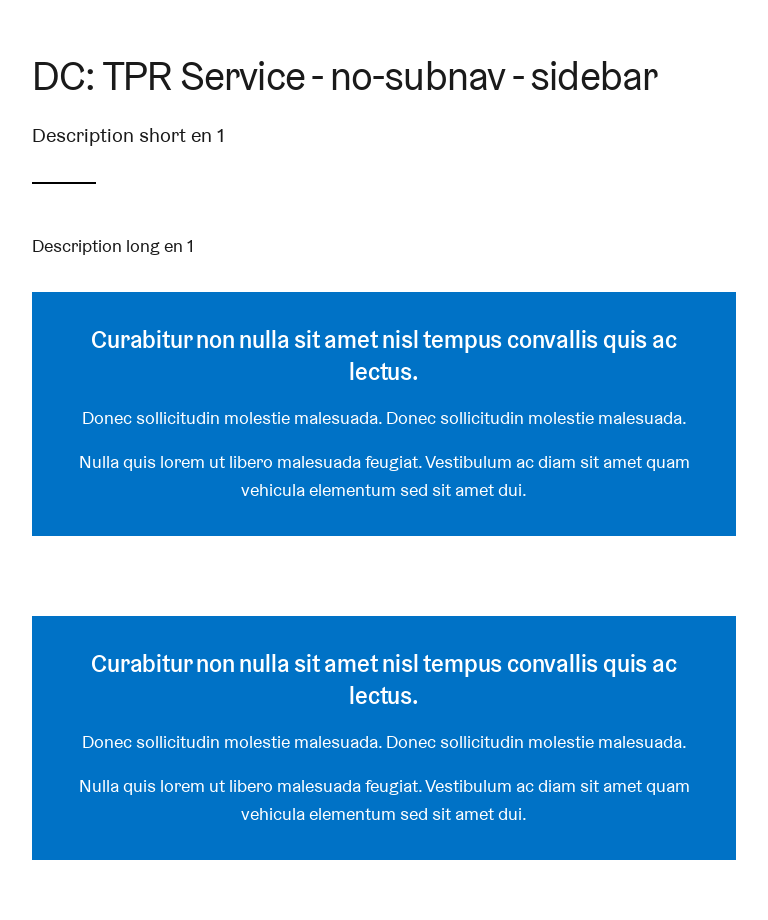 DC: TPR Service - no-subnav - sidebar
Description short en 1
Description long en 1
Curabitur non nulla sit amet nisl tempus convallis quis ac
lectus.
Donec sollicitudin molestie malesuada. Donec sollicitudin molestie malesuada.
Nulla quis lorem ut libero malesuada feugiat. Vestibulum ac diam sit amet quam
vehicula elementum sed sit amet dui.
Curabitur non nulla sit amet nisl tempus convallis quis ac
lectus.
Donec sollicitudin molestie malesuada. Donec sollicitudin molestie malesuada.
Nulla quis lorem ut libero malesuada feugiat. Vestibulum ac diam sit amet quam
vehicula elementum sed sit amet dui.